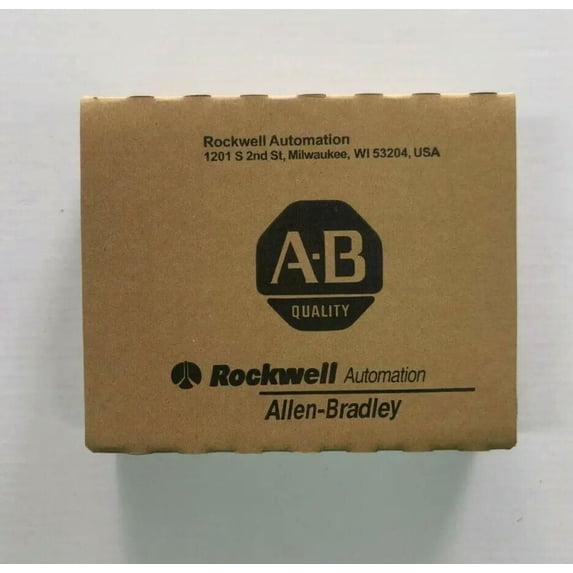 Rockwell Automation
1201 S 2nd St, Milwaukee, WI 53204, USA
A-B
QUALITY
Rockwell Automation
Allen-Bradley